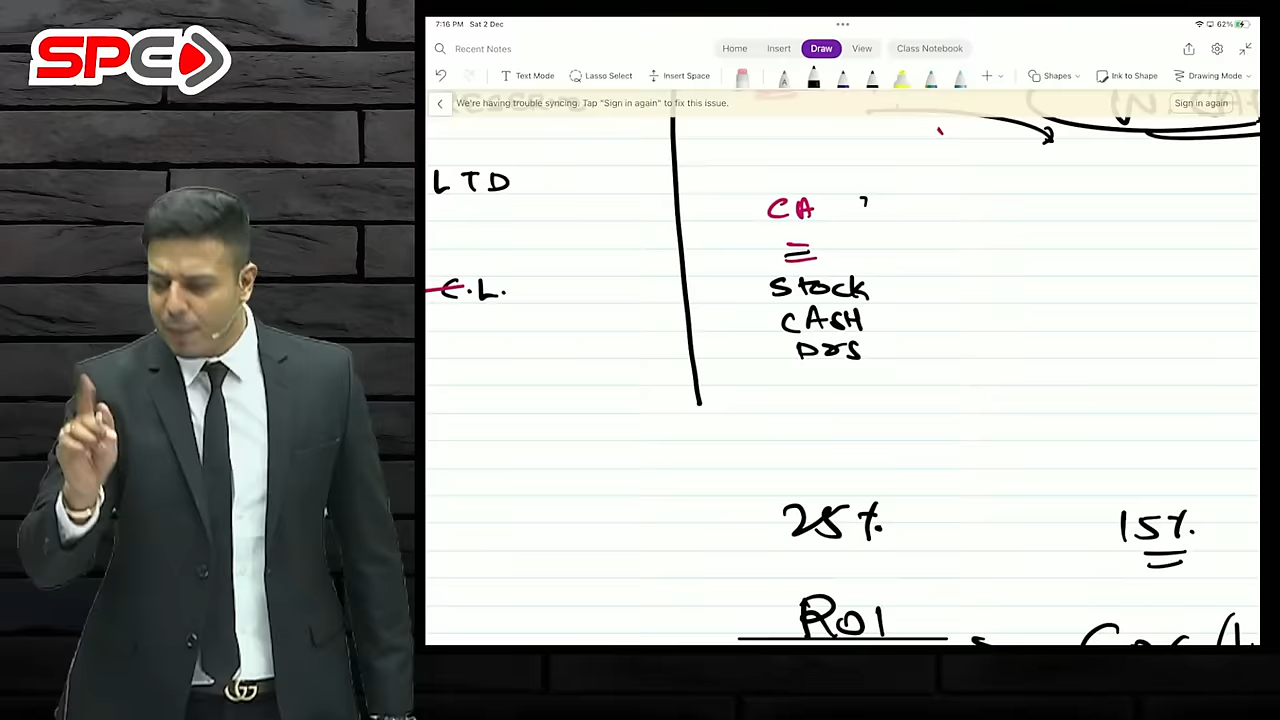 SPC
7:16 PM Sat 2 Dec
62%
Recent Notes
Home Insert Draw View Class Notebook
Text Mode Lasso Select Insert Space
Shapes Ink to Shape Drawing Mode
We're having trouble syncing. Tap "Sign in again" to fix this issue.
Sign in again
LTD
CA
C.L.
Stock
CASH
DRS
25%
15%
ROI